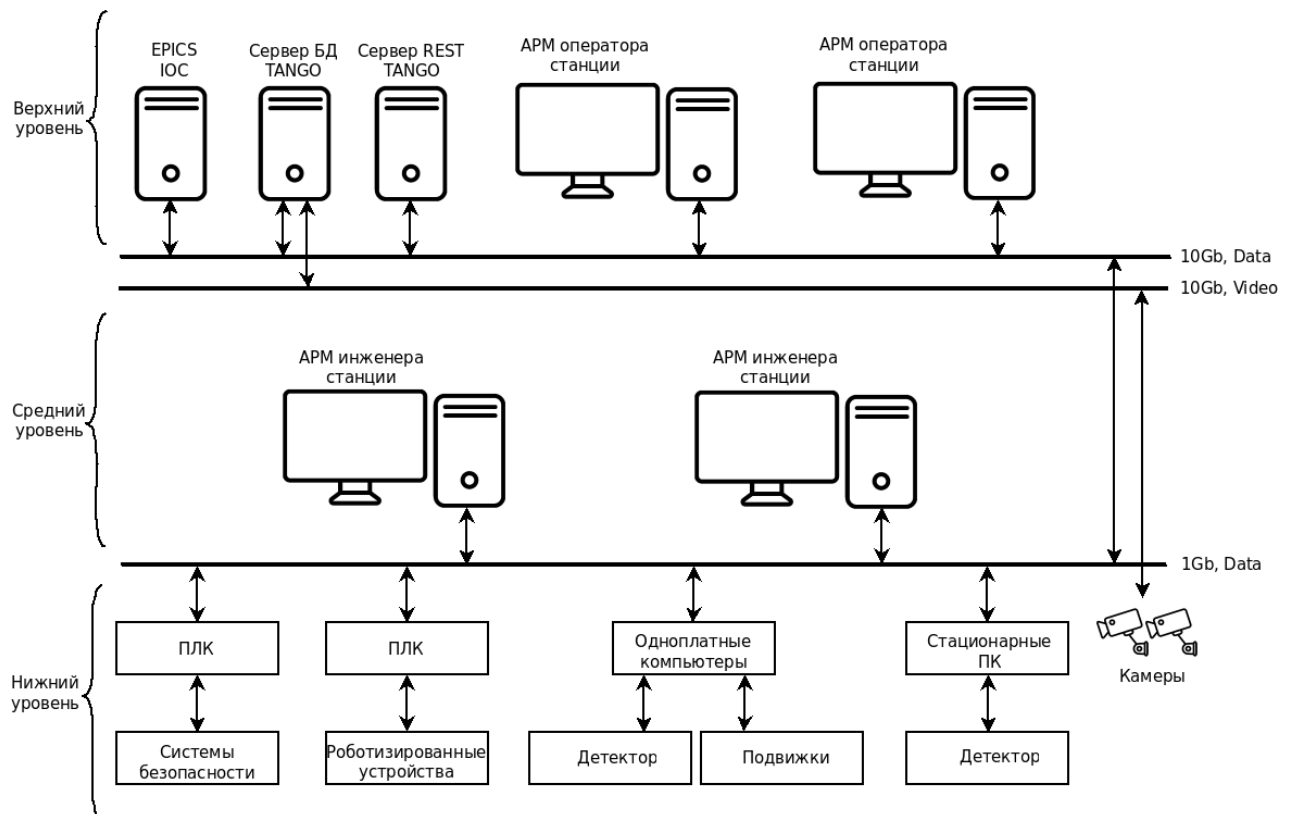 EPICS
IOC
Сервер БД
TANGO
Сервер REST
TANGO
АРМ оператора
станции
АРМ оператора
станции
Верхний
уровень
10Gb, Data
10Gb, Video
АРМ инженера
станции
АРМ инженера
станции
Средний
уровень
1Gb, Data
ПЛК
ПЛК
Одноплатные
компьютеры
Стационарные
ПК
Камеры
Нижний
уровень
Системы
безопасности
Роботизированные
устройства
Детектор
Подвижки
Детектор